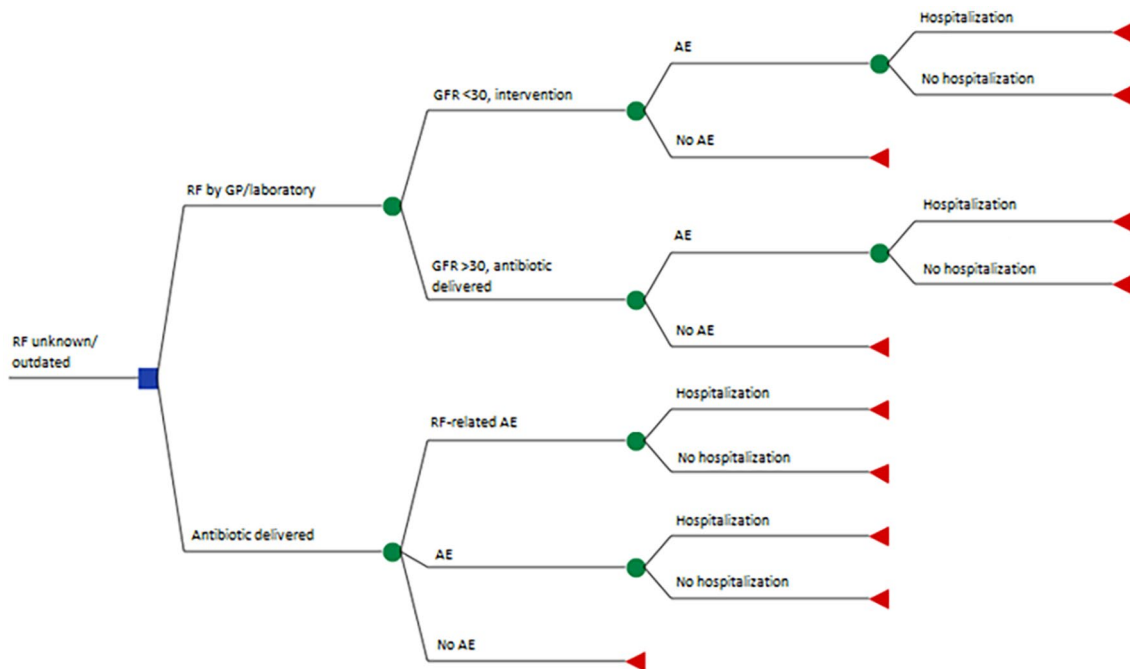 Hospitalization
AE
No hospitalization
GFR <30, intervention
No AE
RF by GP/laboratory
Hospitalization
AE
GFR >30, antibiotic
delivered
No hospitalization
No AE
RF unknown/
outdated
Hospitalization
RF-related AE
No hospitalization
Hospitalization
Antibiotic delivered
AE
No hospitalization
No AE